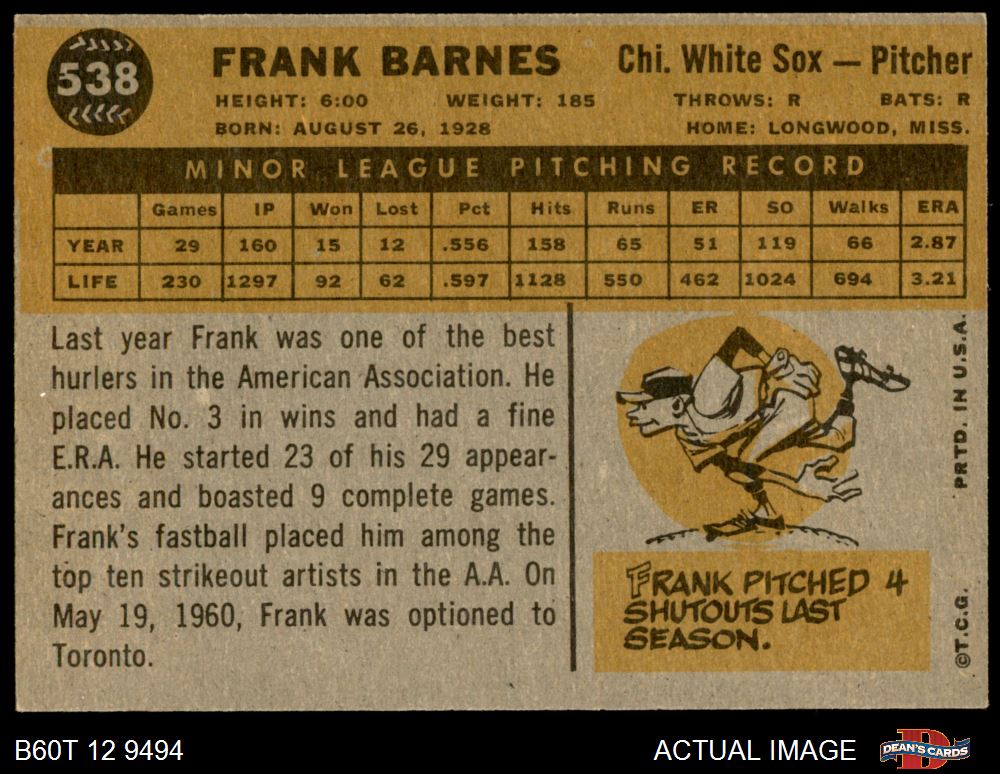 538
FRANK BARNES
Chi. White Sox — Pitcher
HEIGHT: 6:00 WEIGHT: 185 THROWS: R BATS: R
BORN: AUGUST 26, 1928 HOME: LONGWOOD, MISS.
MINOR LEAGUE PITCHING RECORD
Games IP Won Lost Pct Hits Runs ER SO Walks ERA
YEAR 29 160 15 12 .556 158 65 51 119 66 2.87
LIFE 230 1297 92 62 .597 1128 550 462 1024 694 3.21
Last year Frank was one of the best
hurlers in the American Association. He
placed No. 3 in wins and had a fine
E.R.A. He started 23 of his 29 appear-
ances and boasted 9 complete games.
Frank's fastball placed him among the
top ten strikeout artists in the A.A. On
May 19, 1960, Frank was optioned to
Toronto.
FRANK PITCHED 4
SHUTOUTS LAST
SEASON.
©T.C.G. PRTD. IN U.S.A.
B60T 12 9494
ACTUAL IMAGE
DEAN'S CARDS